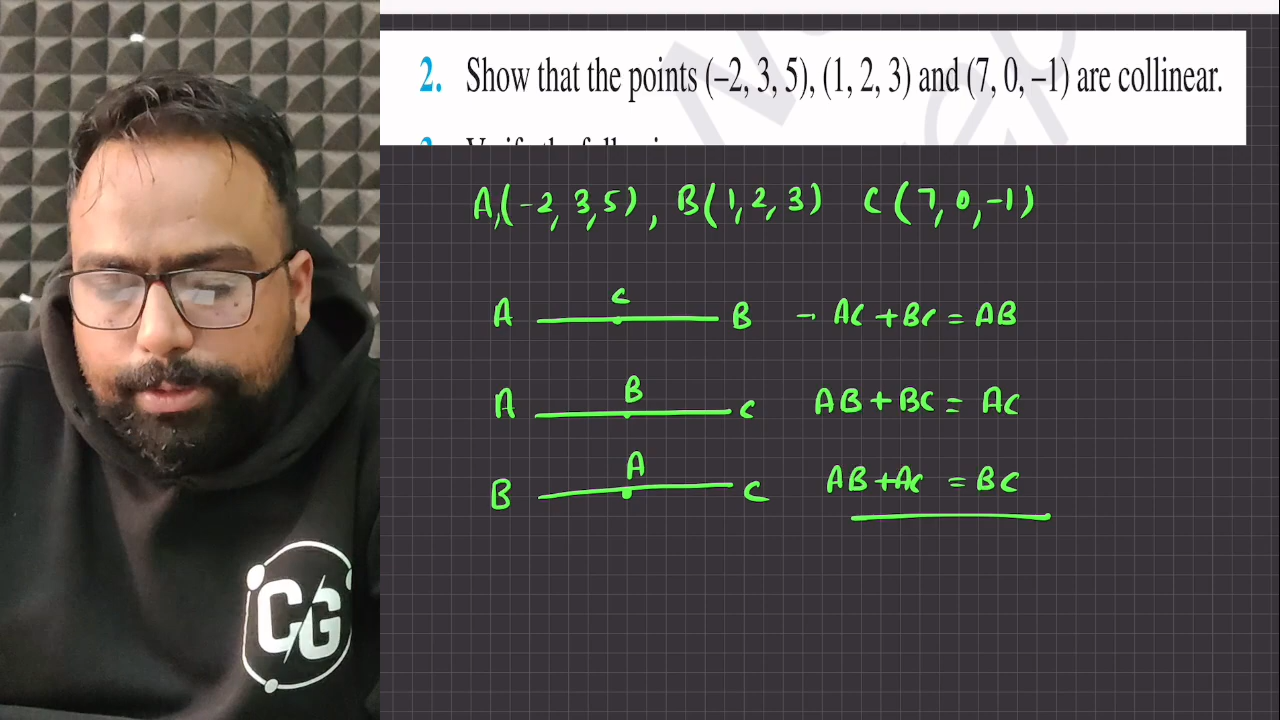 2. Show that the points (–2, 3, 5), (1, 2, 3) and (7, 0, –1) are collinear.
A,(-2, 3,5), B(1,2,3) C(7,0,-1)
A C B - AC + BC = AB
A B C AB + BC = AC
B A C AB + AC = BC
CG